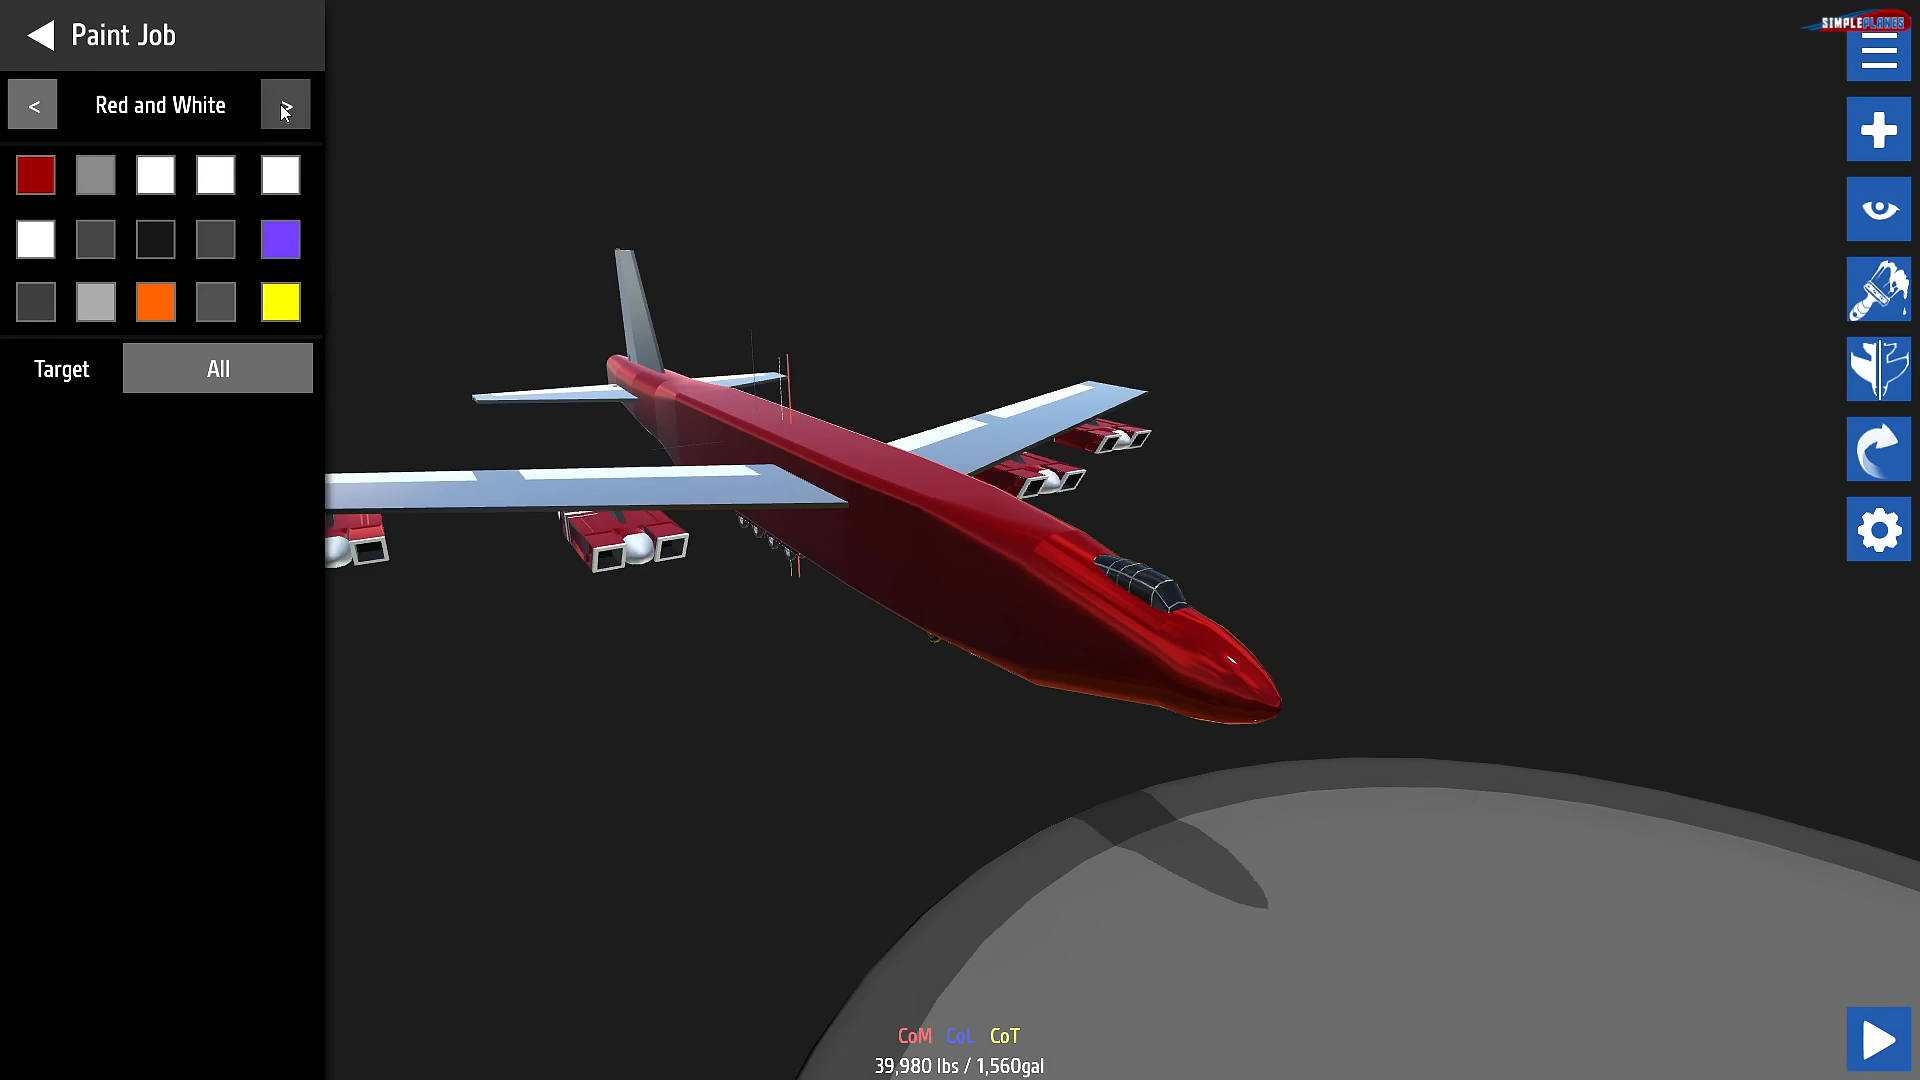 Paint Job
SIMPLEPLANES
< Red and White >
Target All
CoM CoL CoT
39,980 lbs / 1,560gal